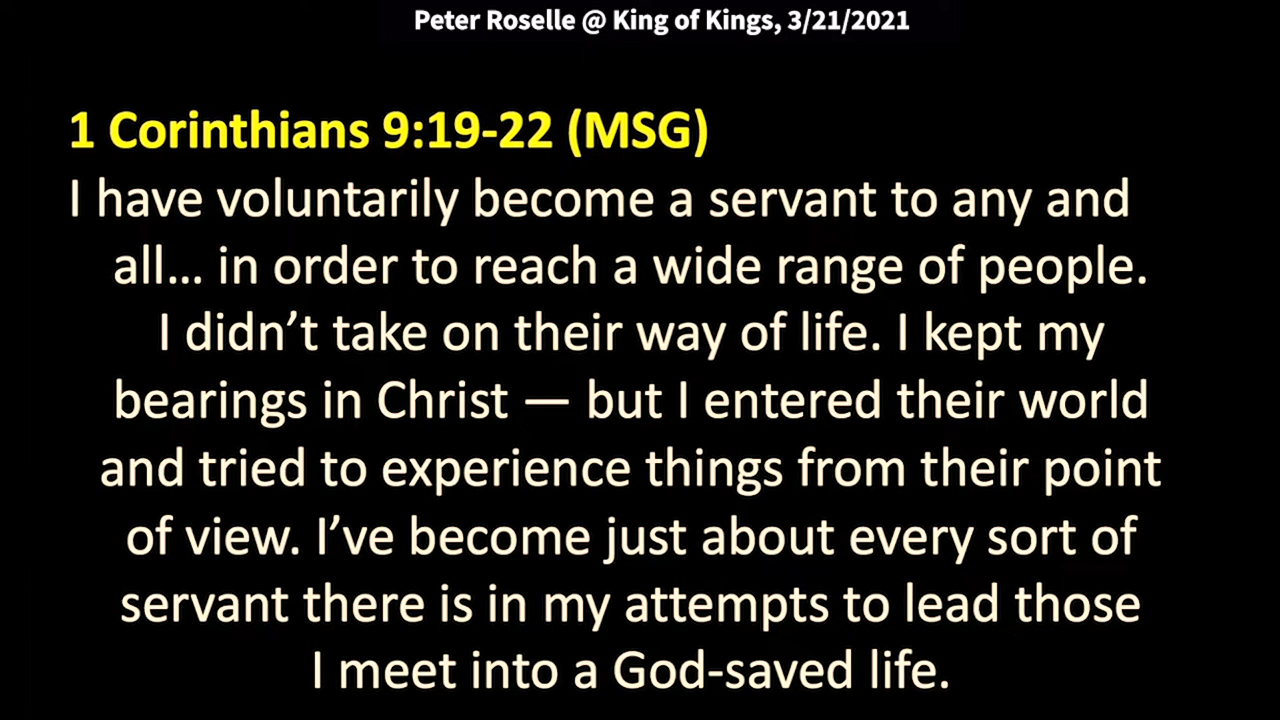 Peter Roselle @ King of Kings, 3/21/2021
1 Corinthians 9:19-22 (MSG)
I have voluntarily become a servant to any and
all... in order to reach a wide range of people.
I didn’t take on their way of life. I kept my
bearings in Christ — but I entered their world
and tried to experience things from their point
of view. I’ve become just about every sort of
servant there is in my attempts to lead those
I meet into a God-saved life.